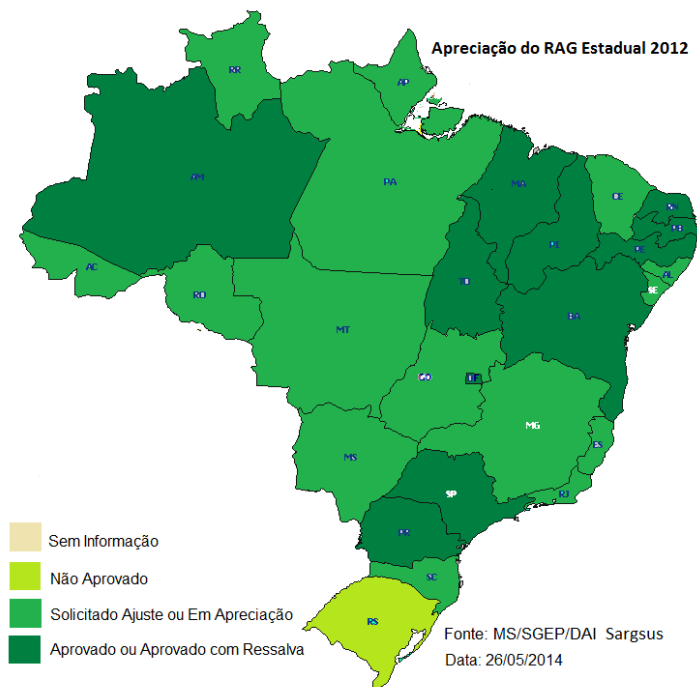 Apreciação do RAG Estadual 2012
RR
AP
AM
PA
MA
CE
RN
PB
PI
PE
AC
RO
TO
AL
SE
BA
MT
GO
DF
MG
ES
MS
SP
RJ
PR
SC
RS
Sem Informação
Não Aprovado
Solicitado Ajuste ou Em Apreciação
Aprovado ou Aprovado com Ressalva
Fonte: MS/SGEP/DAI Sargsus
Data: 26/05/2014